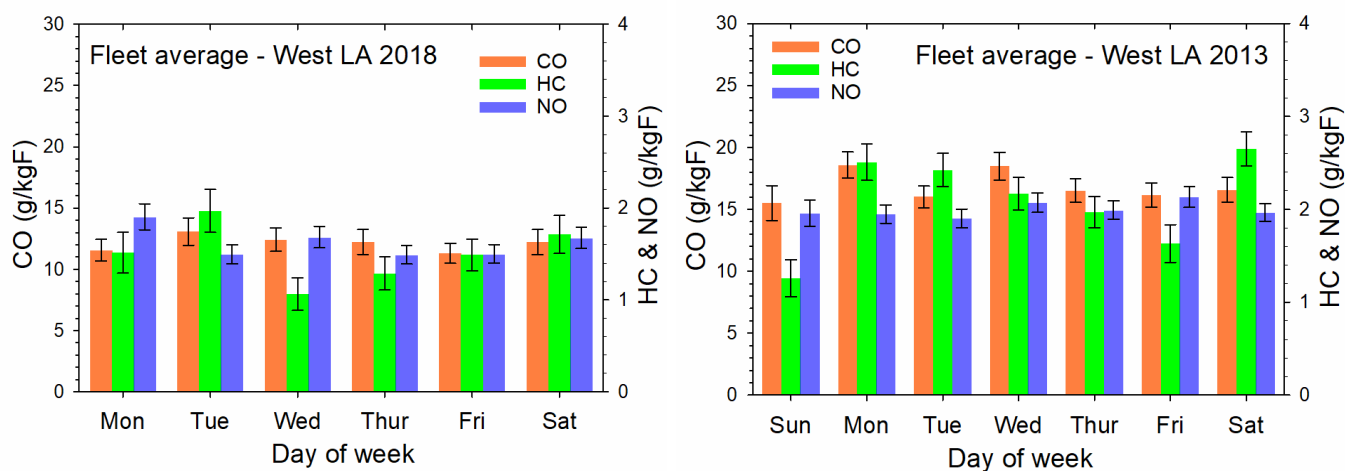 Fleet average - West LA 2018
CO
HC
NO
CO (g/kgF)
30
25
20
15
10
5
0
HC & NO (g/kgF)
4
3
2
1
0
Mon Tue Wed Thur Fri Sat
Day of week
Fleet average - West LA 2013
CO
HC
NO
CO (g/kgF)
30
25
20
15
10
5
0
HC & NO (g/kgF)
4
3
2
1
0
Sun Mon Tue Wed Thur Fri Sat
Day of week